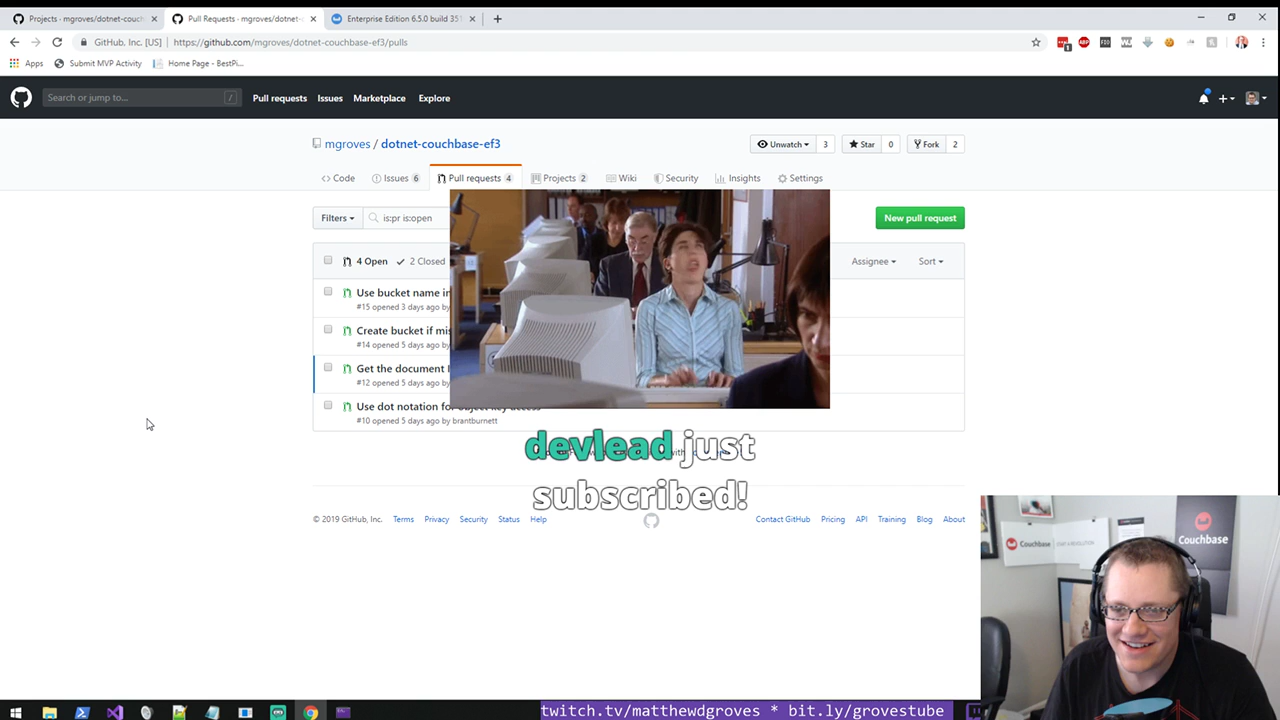 Projects · mgroves/dotnet-couch
Pull Requests · mgroves/dotnet-
Enterprise Edition 6.5.0 build 351
GitHub, Inc. [US]
https://github.com/mgroves/dotnet-couchbase-ef3/pulls
Apps
Submit MVP Activity
Home Page - BestPri...
Search or jump to...
/
Pull requests
Issues
Marketplace
Explore
mgroves / dotnet-couchbase-ef3
Unwatch
3
Star
0
Fork
2
Code
Issues 6
Pull requests 4
Projects 2
Wiki
Security
Insights
Settings
Filters
is:pr is:open
New pull request
4 Open
2 Closed
Assignee
Sort
Use bucket name in
#15 opened 3 days ago by
Create bucket if mis
#14 opened 5 days ago by
Get the document
#12 opened 5 days ago by
Use dot notation for object key access
#10 opened 5 days ago by brantburnett
devlead just
subscribed!
© 2019 GitHub, Inc.
Terms
Privacy
Security
Status
Help
Contact GitHub
Pricing
API
Training
Blog
About
Couchbase
Couchbase
twitch.tv/matthewdgroves * bit.ly/grovestube